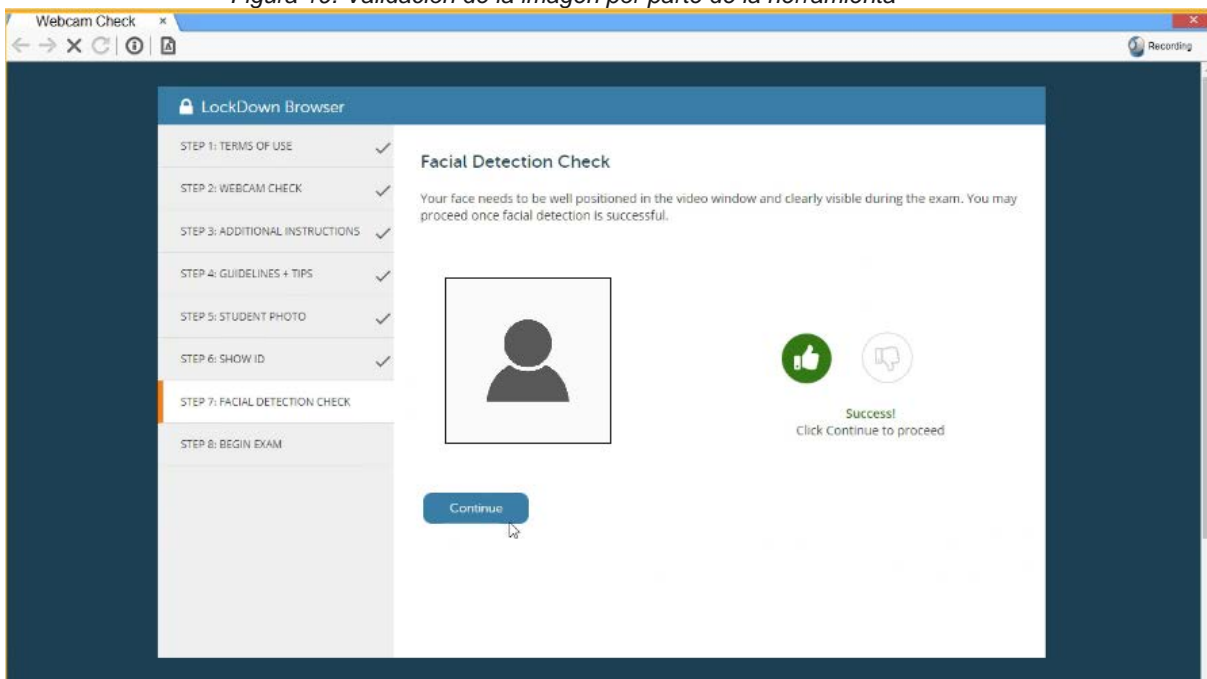 Figura 10. Validación de la imagen por parte de la herramienta
Webcam Check
Recording
LockDown Browser
STEP 1: TERMS OF USE
STEP 2: WEBCAM CHECK
STEP 3: ADDITIONAL INSTRUCTIONS
STEP 4: GUIDELINES + TIPS
STEP 5: STUDENT PHOTO
STEP 6: SHOW ID
STEP 7: FACIAL DETECTION CHECK
STEP 8: BEGIN EXAM
Facial Detection Check
Your face needs to be well positioned in the video window and clearly visible during the exam. You may
proceed once facial detection is successful.
Success!
Click Continue to proceed
Continue